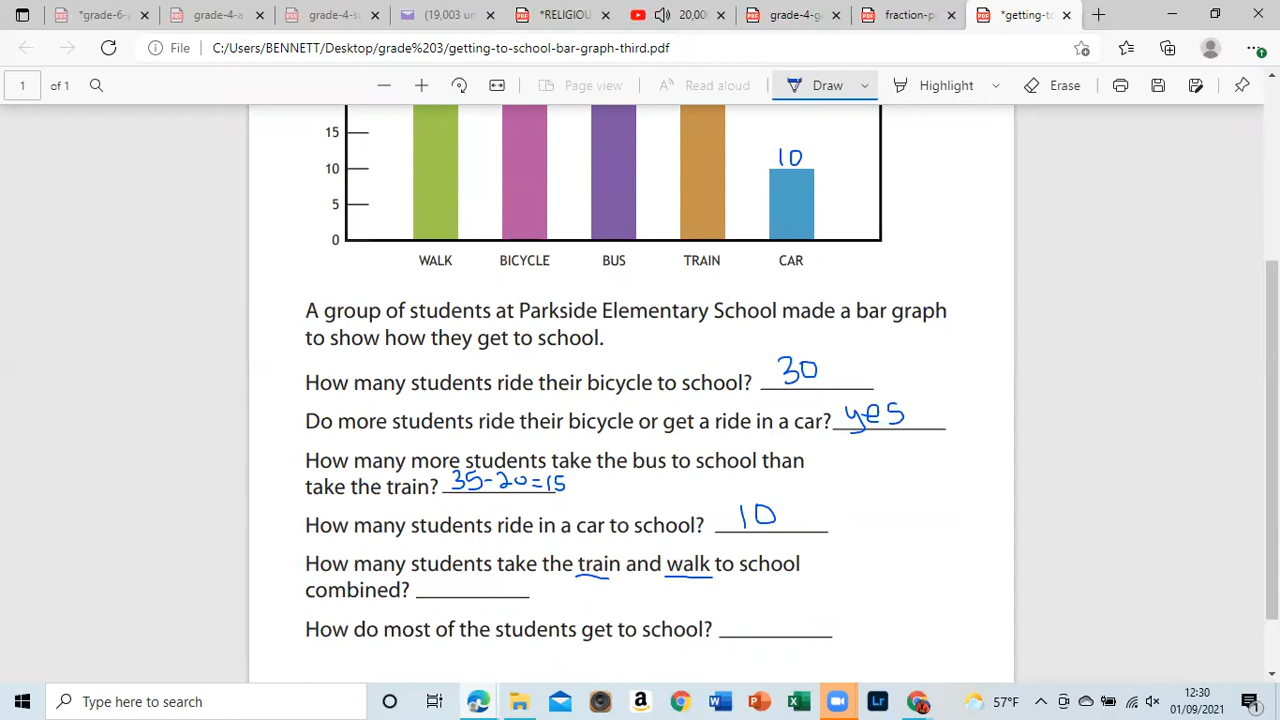 *grade-6-p
grade-4-a
grade-4-su
(19,003 un
*RELIGIOU
20,00
grade-4-g
fraction-p
*getting-to
File
C:/Users/BENNETT/Desktop/grade%203/getting-to-school-bar-graph-third.pdf
1 of 1
Page view
Read aloud
Draw
Highlight
Erase
15
10
10
5
0
WALK BICYCLE BUS TRAIN CAR
A group of students at Parkside Elementary School made a bar graph
to show how they get to school.
How many students ride their bicycle to school? 30
Do more students ride their bicycle or get a ride in a car? yes
How many more students take the bus to school than
take the train? 35-20=15
How many students ride in a car to school? 10
How many students take the train and walk to school
combined?
How do most of the students get to school?
Type here to search
57°F
12:30
01/09/2021